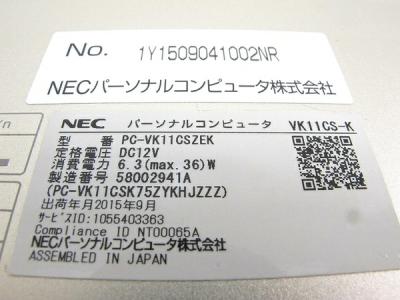 No. 1Y1509041002NR
NECパーソナルコンピュータ株式会社
NEC パーソナルコンピュータ VK11CS-K
型 番 PC-VK11CSZEK
定格電圧 DC12V
消費電力 6.3(max.36)W
製造番号 58002941A
(PC-VK11CSK75ZYKHJZZZ)
出荷年月2015年9月
サービスID:1055403363
Compliance ID NT00065A
NECパーソナルコンピュータ株式会社
ASSEMBLED IN JAPAN